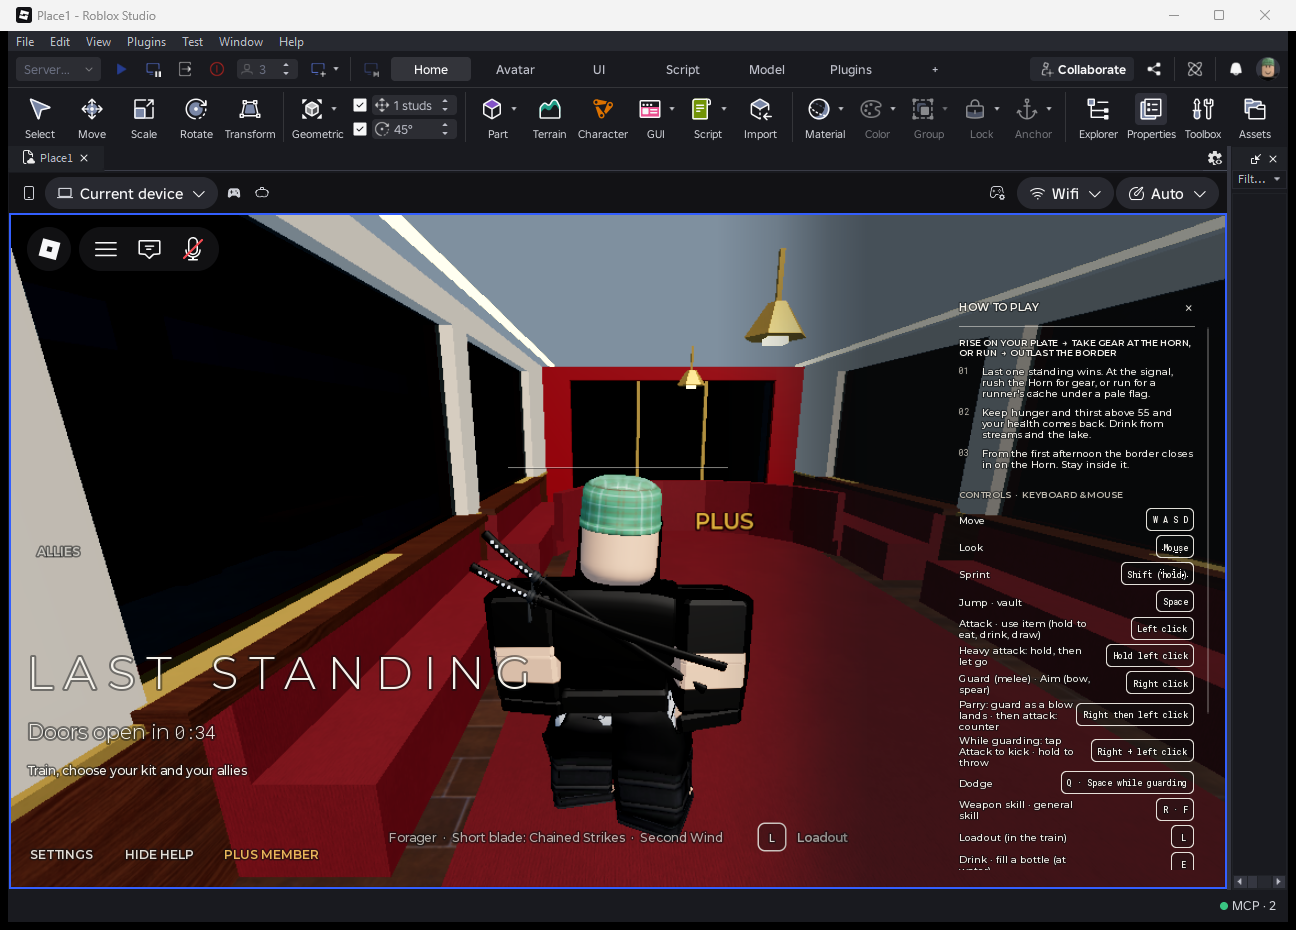 Place1 - Roblox Studio
File Edit View Plugins Test Window Help
Server... 3 Home Avatar UI Script Model Plugins + Collaborate
1 studs
45°
Select Move Scale Rotate Transform Geometric Part Terrain Character GUI Script Import Material Color Group Lock Anchor Explorer Properties Toolbox Assets
Place1
Filt...
Current device Wifi Auto
HOW TO PLAY
RISE ON YOUR PLATE → TAKE GEAR AT THE HORN,
OR RUN → OUTLAST THE BORDER
01 Last one standing wins. At the signal,
rush the Horn for gear, or run for a
runner's cache under a pale flag.
02 Keep hunger and thirst above 55 and
your health comes back. Drink from
streams and the lake.
03 From the first afternoon the border closes
in on the Horn. Stay inside it.
CONTROLS · KEYBOARD & MOUSE
Move W A S D
Look Mouse
Sprint Shift (hold)
Jump · vault Space
Attack · use item (hold to
eat, drink, draw) Left click
Heavy attack: hold, then
let go Hold left click
Guard (melee) · Aim (bow,
spear) Right click
Parry: guard as a blow
lands · then attack:
counter Right then left click
While guarding: tap
Attack to kick · hold to
throw Right + left click
Dodge Q · Space while guarding
Weapon skill · general
skill R · F
Loadout (in the train) L
Drink · fill a bottle (at
water) E
PLUS
ALLIES
LAST STANDING
Doors open in 0:34
Train, choose your kit and your allies
Forager · Short blade: Chained Strikes · Second Wind L Loadout
SETTINGS HIDE HELP PLUS MEMBER
MCP · 2